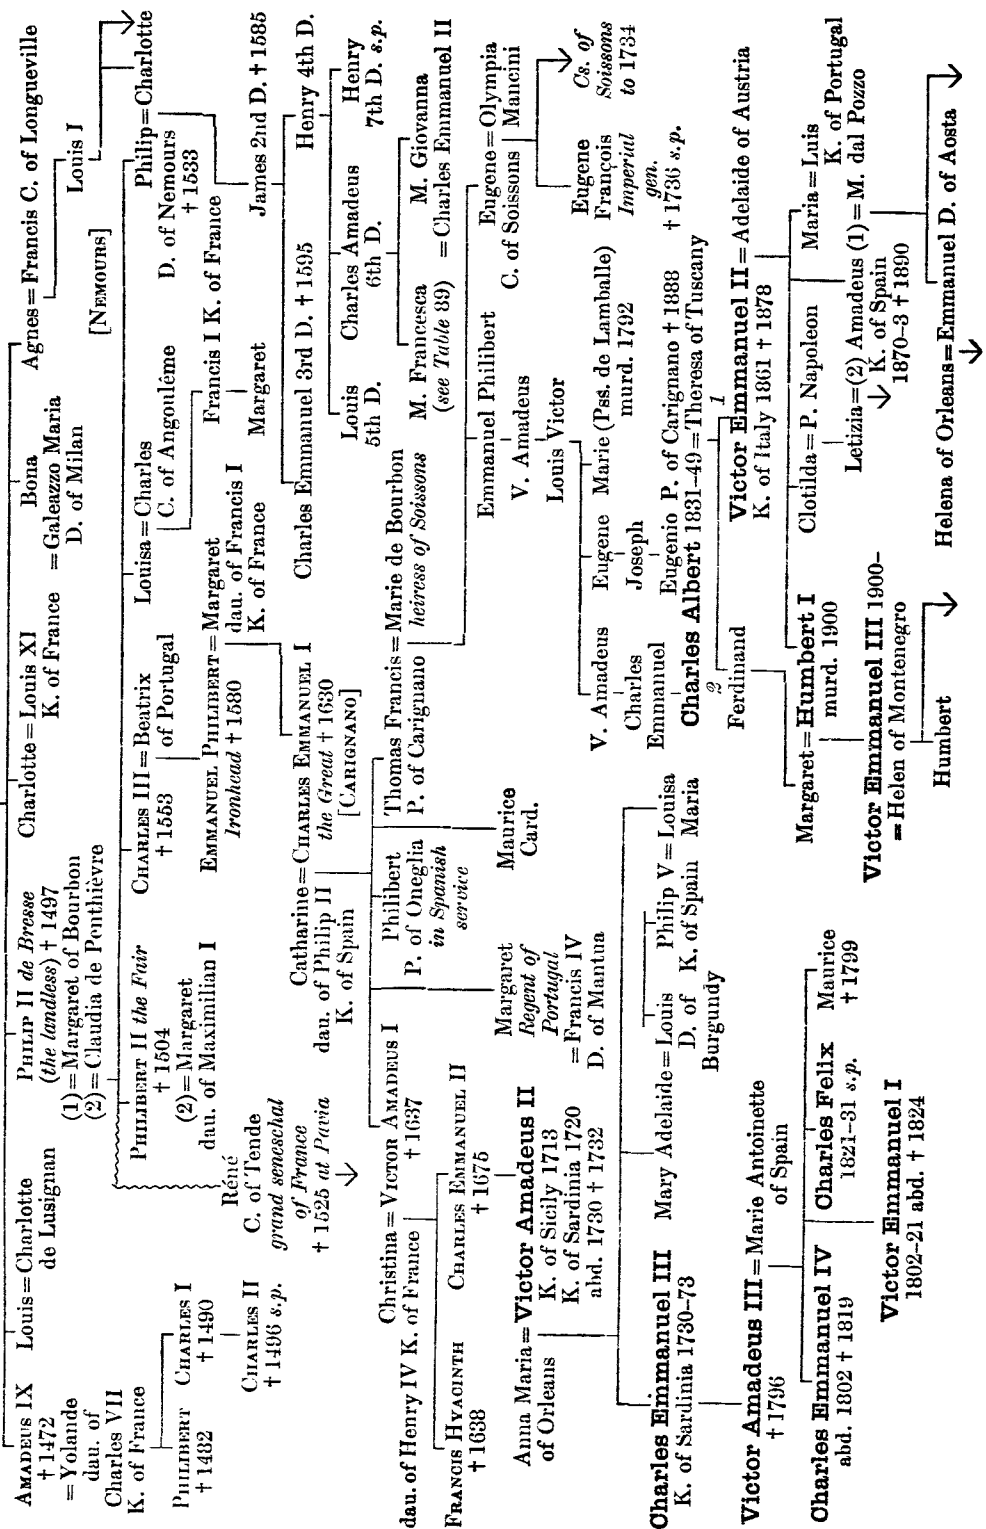 AMADEUS IX
† 1472
= Yolande
dau. of
Charles VII
K. of France
Louis = Charlotte
de Lusignan
PHILIP II de Bresse
(the landless) † 1497
(1) = Margaret of Bourbon
(2) = Claudia de Penthièvre
Charlotte = Louis XI
K. of France
Bona
= Galeazzo Maria
D. of Milan
Agnes = Francis C. of Longueville
Louis I
[NEMOURS]
PHILIBERT
† 1482
CHARLES I
† 1490
CHARLES II
† 1496 s.p.
PHILIBERT II the Fair
† 1504
(2) = Margaret
dau. of Maximilian I
Réné
C. of Tende
grand seneschal
of France
† 1525 at Pavia
CHARLES III = Beatrix
† 1553
of Portugal
Louisa = Charles
C. of Angoulême
Philip = Charlotte
D. of Nemours
† 1533
Francis I K. of France
Margaret
James 2nd D. † 1585
EMMANUEL PHILIBERT = Margaret
Ironhead † 1580
dau. of Francis I
K. of France
Charles Emmanuel 3rd D. † 1595
Henry 4th D.
Catharine = CHARLES EMMANUEL I
dau. of Philip II
K. of Spain
the Great † 1630
[CARIGNANO]
Louis
5th D.
Charles Amadeus
6th D.
Henry
7th D. s.p.
M. Francesca
(see Table 89)
M. Giovanna
= Charles Emmanuel II
Christina = VICTOR AMADEUS I
dau. of Henry IV K. of France
† 1637
Margaret
Regent of
Portugal
= Francis IV
D. of Mantua
Philibert
P. of Oneglia
in Spanish
service
Maurice
Card.
Thomas Francis = Marie de Bourbon
P. of Carignano
heiress of Soissons
FRANCIS HYACINTH
† 1638
CHARLES EMMANUEL II
† 1675
Emmanuel Philibert
V. Amadeus
Louis Victor
Eugene = Olympia
C. of Soissons
Mancini
Eugene
François
Imperial
gen.
† 1736 s.p.
Cs. of
Soissons
to 1734
Anna Maria = Victor Amadeus II
of Orleans
K. of Sicily 1713
K. of Sardinia 1720
abd. 1730 † 1732
V. Amadeus
Charles
Emmanuel
Eugene
Joseph
Eugenio P. of Carignano † 1888
Marie (Pss. de Lamballe)
murd. 1792
Charles Emmanuel III
K. of Sardinia 1730-73
Mary Adelaide = Louis
D. of
Burgundy
Philip V = Louisa
K. of Spain
Maria
Charles Albert 1831-49 = Theresa of Tuscany
2
1
Ferdinand
Victor Emmanuel II = Adelaide of Austria
K. of Italy 1861 † 1878
Victor Amadeus III = Marie Antoinette
† 1796
of Spain
Charles Emmanuel IV
abd. 1802 † 1819
Victor Emmanuel I
1802-21 abd. † 1824
Charles Felix
1821-31 s.p.
Maurice
† 1799
Margaret = Humbert I
murd. 1900
Clotilda = P. Napoleon
Maria = Luis
K. of Portugal
Letizia = (2) Amadeus (1) = M. dal Pozzo
K. of Spain
1870-3 † 1890
Victor Emmanuel III 1900-
= Helen of Montenegro
Humbert
Helena of Orleans = Emmanuel D. of Aosta